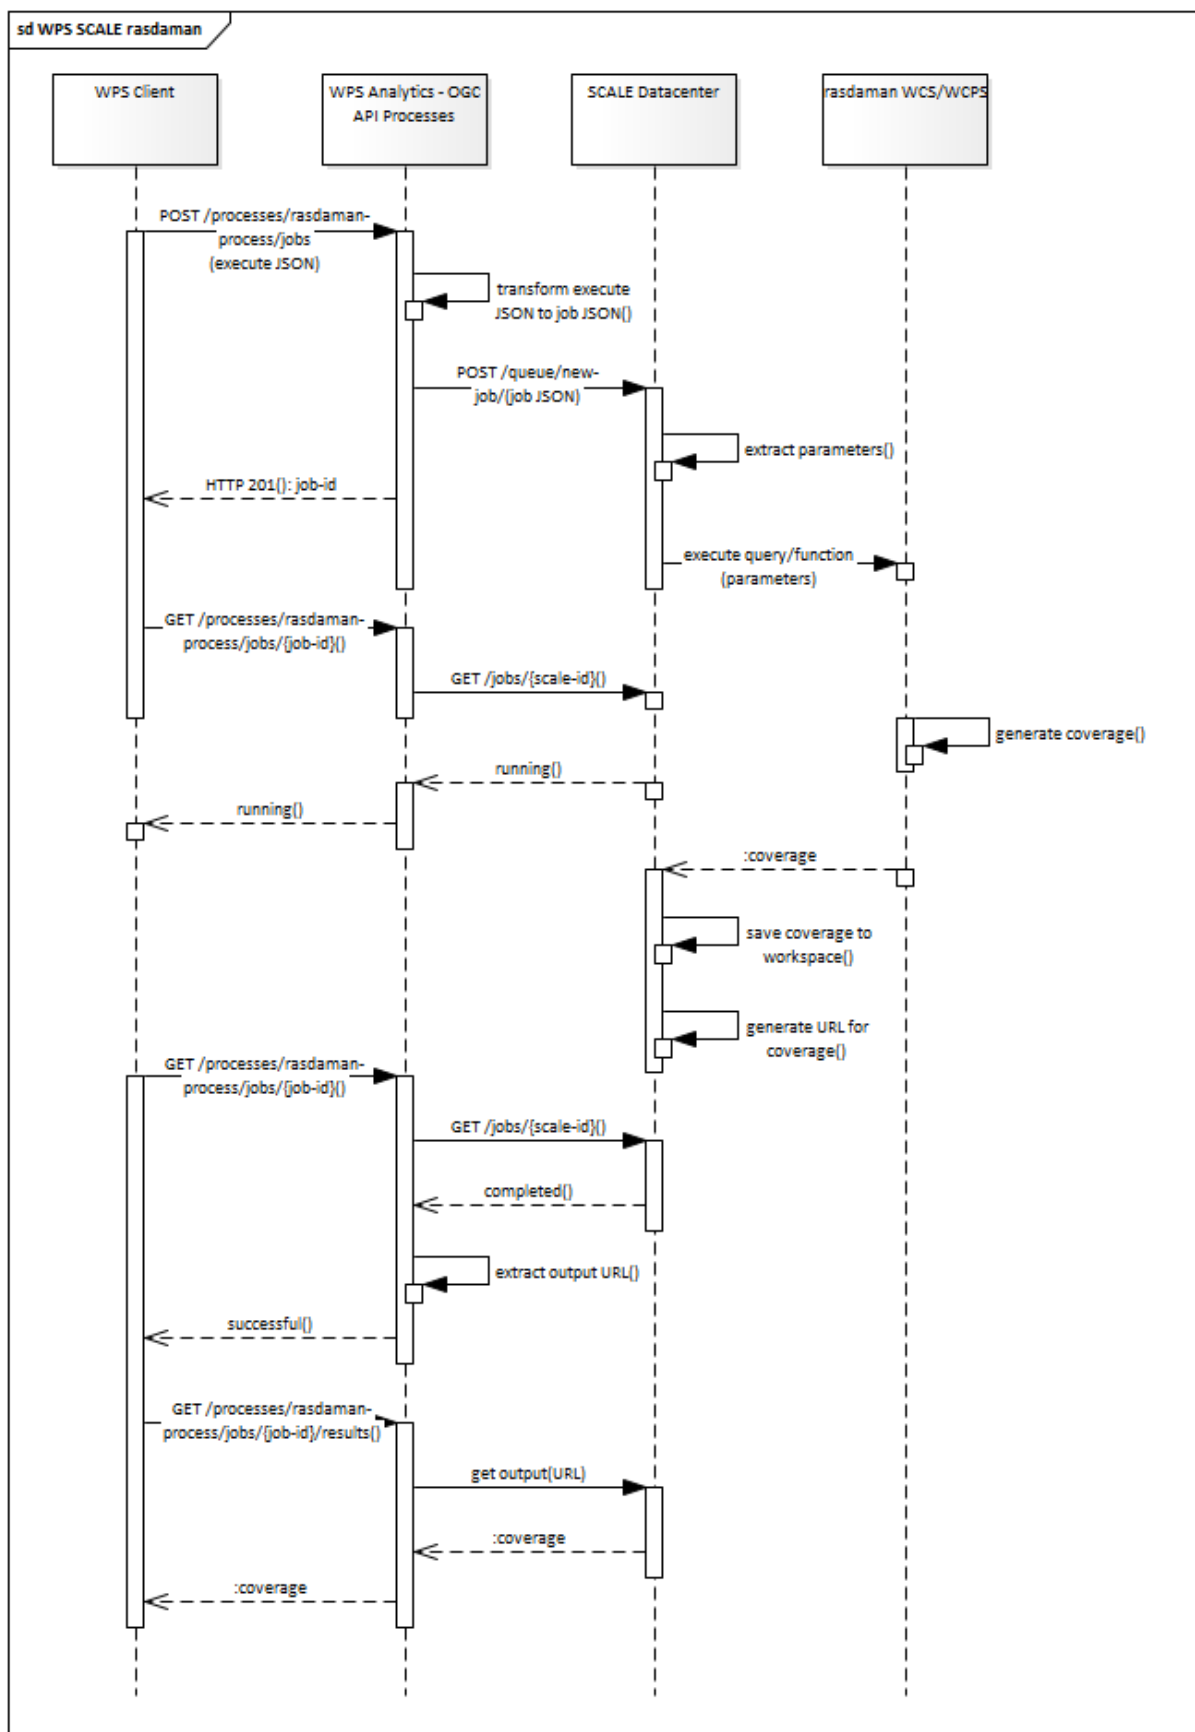 sd WPS SCALE rasdaman
WPS Client
WPS Analytics - OGC
API Processes
SCALE Datacenter
rasdaman WCS/WCPS
POST /processes/rasdaman-
process/jobs
(execute JSON)
transform execute
JSON to job JSON()
POST /queue/new-
job/(job JSON)
extract parameters()
HTTP 201(): job-id
execute query/function
(parameters)
GET /processes/rasdaman-
process/jobs/{job-id}()
GET /jobs/{scale-id}()
generate coverage()
running()
running()
:coverage
save coverage to
workspace()
generate URL for
coverage()
GET /processes/rasdaman-
process/jobs/{job-id}()
GET /jobs/{scale-id}()
completed()
extract output URL()
successful()
GET /processes/rasdaman-
process/jobs/{job-id}/results()
get output(URL)
:coverage
:coverage